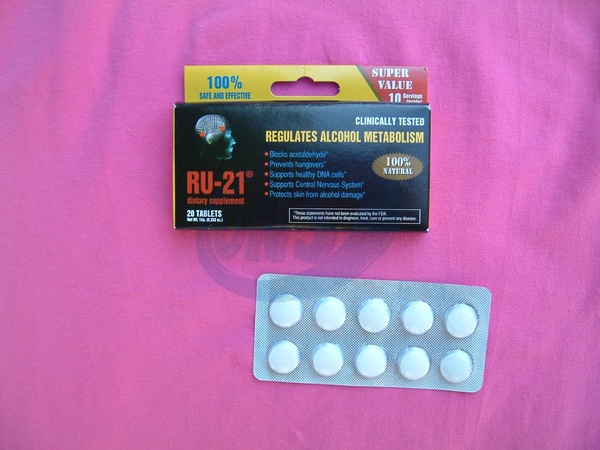 100%
SAFE AND EFFECTIVE
SUPER
VALUE
10 Servings
CLINICALLY TESTED
REGULATES ALCOHOL METABOLISM
• Blocks acetaldehyde*
• Prevents hangovers*
• Supports healthy DNA cells*
• Supports Central Nervous System*
• Protects skin from alcohol damage*
100%
NATURAL
RU-21®
dietary supplement
20 TABLETS
*These statements have not been evaluated by the FDA.
This product is not intended to diagnose, treat, cure or prevent any disease.